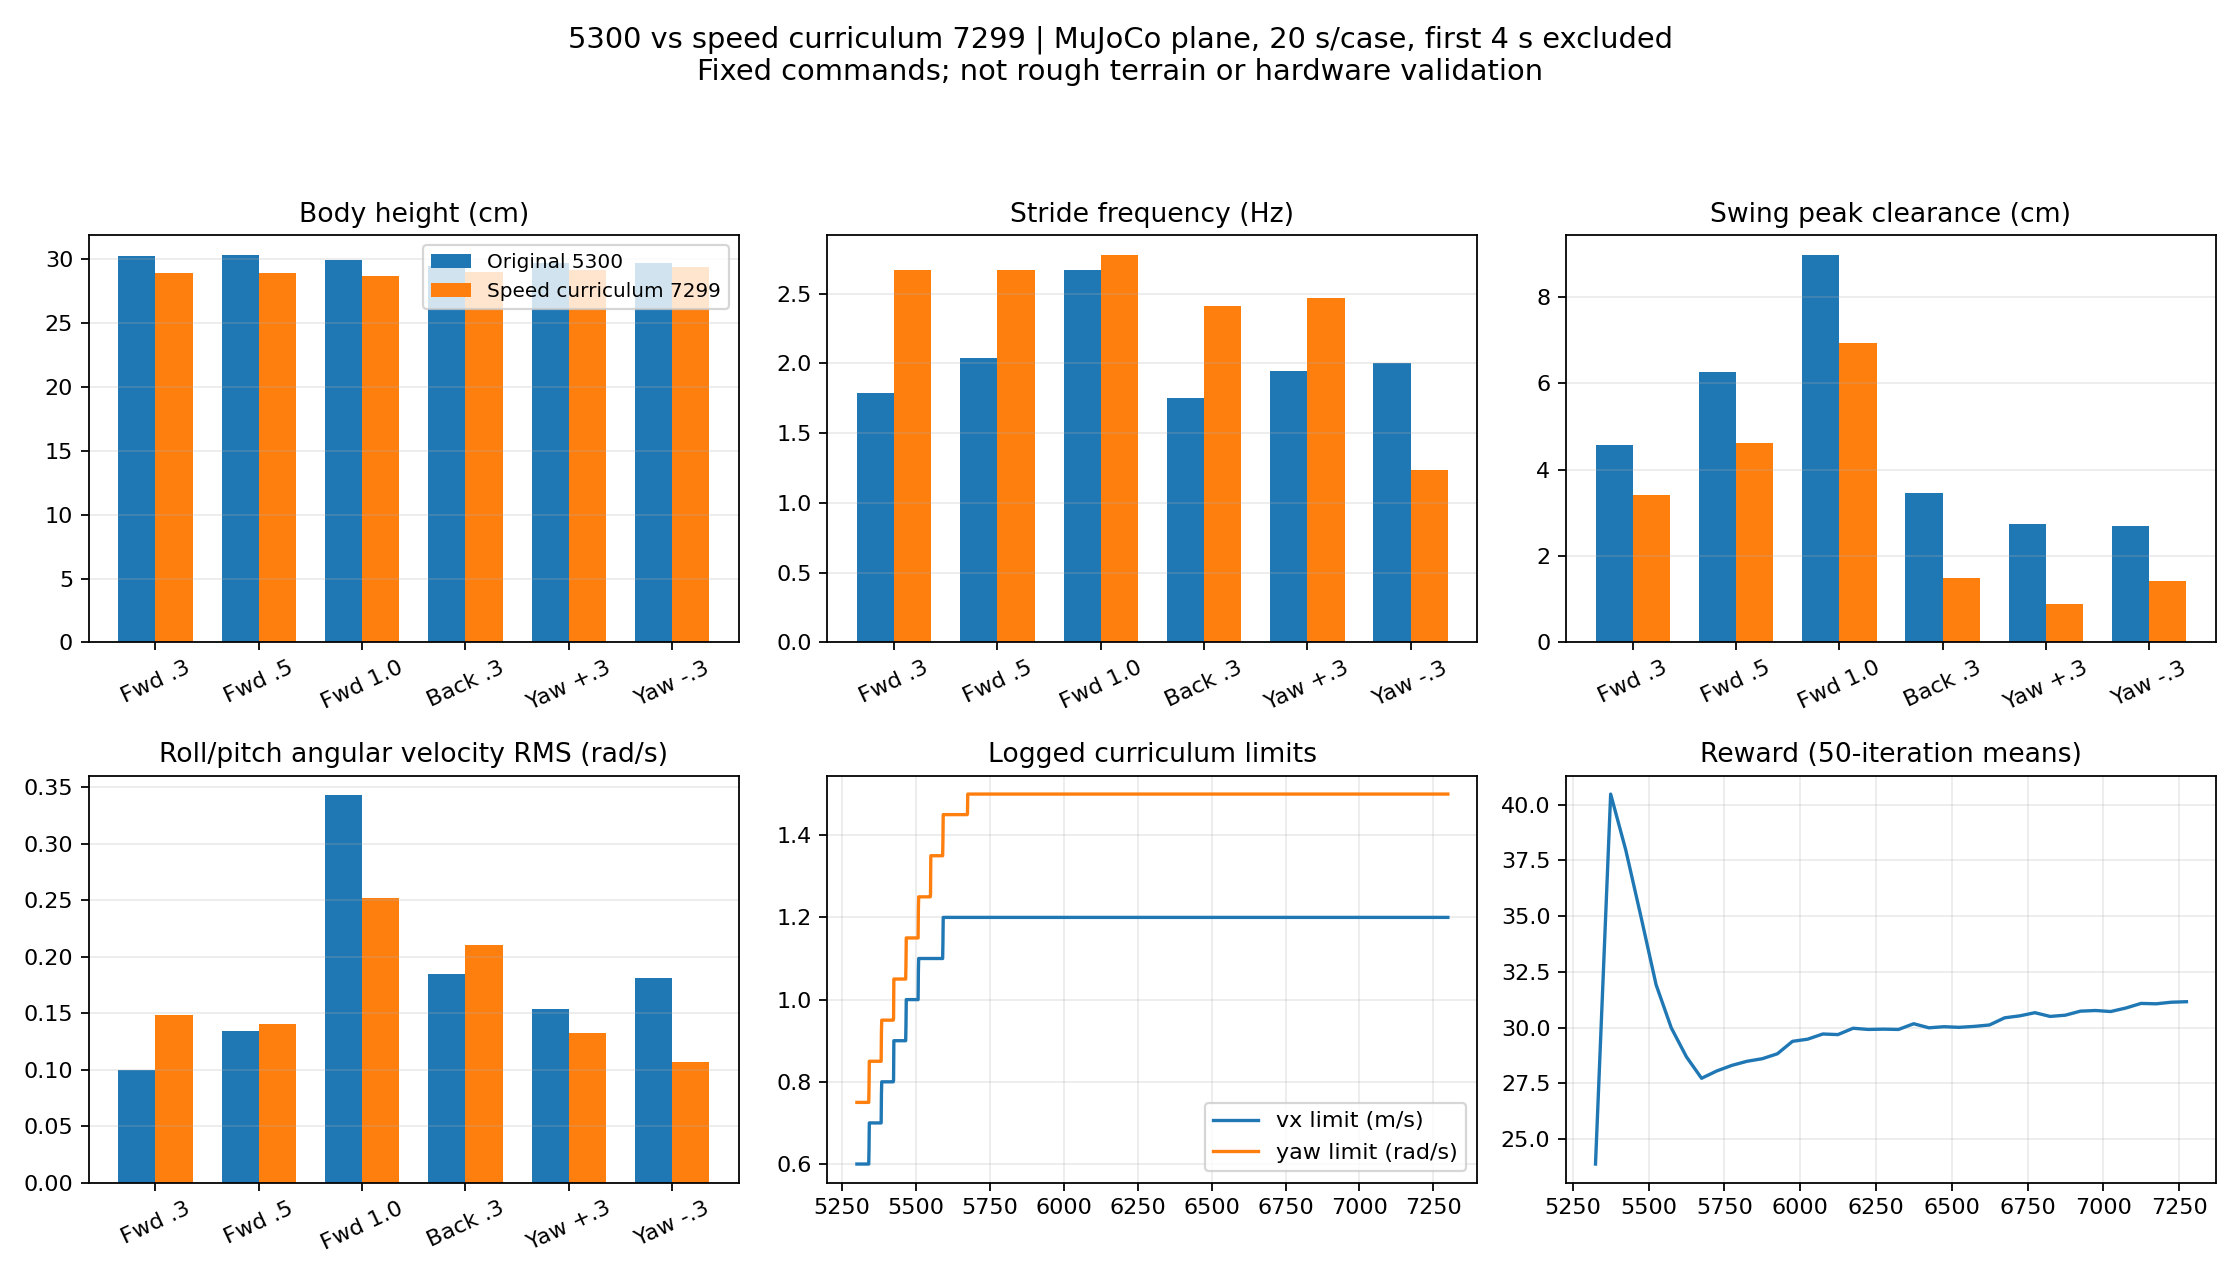 5300 vs speed curriculum 7299 | MuJoCo plane, 20 s/case, first 4 s excluded
Fixed commands; not rough terrain or hardware validation
Body height (cm)
30
25
20
15
10
5
0
Original 5300
Speed curriculum 7299
Fwd .3
Fwd .5
Fwd 1.0
Back .3
Yaw +.3
Yaw -.3
Stride frequency (Hz)
2.5
2.0
1.5
1.0
0.5
0.0
Fwd .3
Fwd .5
Fwd 1.0
Back .3
Yaw +.3
Yaw -.3
Swing peak clearance (cm)
8
6
4
2
0
Fwd .3
Fwd .5
Fwd 1.0
Back .3
Yaw +.3
Yaw -.3
Roll/pitch angular velocity RMS (rad/s)
0.35
0.30
0.25
0.20
0.15
0.10
0.05
0.00
Fwd .3
Fwd .5
Fwd 1.0
Back .3
Yaw +.3
Yaw -.3
Logged curriculum limits
1.4
1.2
1.0
0.8
0.6
vx limit (m/s)
yaw limit (rad/s)
5250 5500 5750 6000 6250 6500 6750 7000 7250
Reward (50-iteration means)
40.0
37.5
35.0
32.5
30.0
27.5
25.0
5250 5500 5750 6000 6250 6500 6750 7000 7250